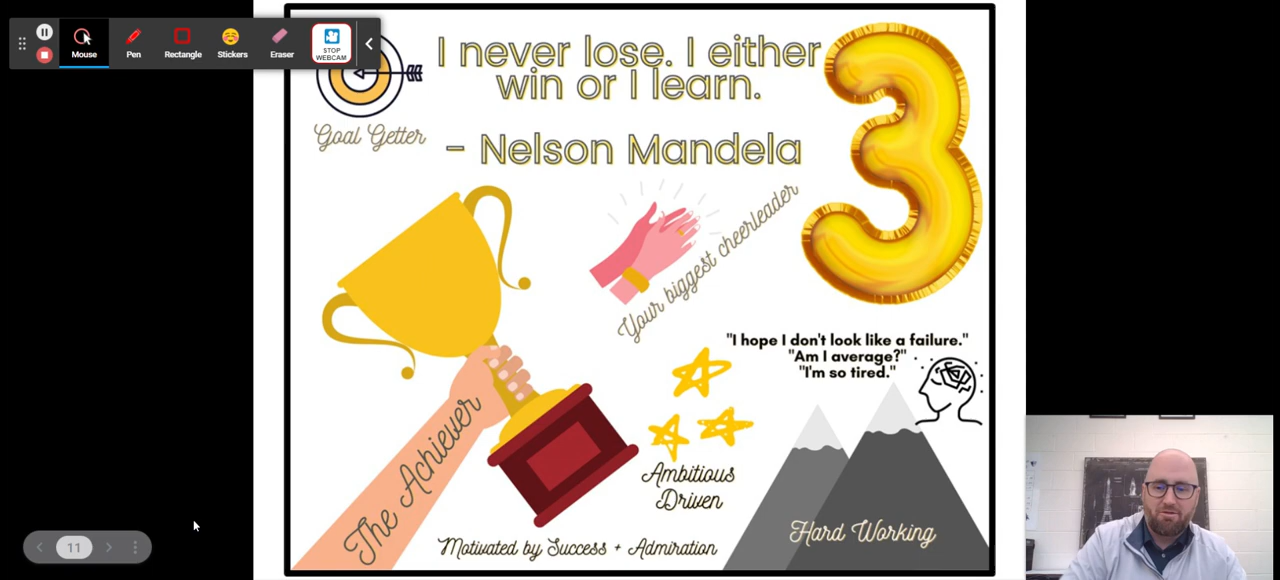 Mouse
Pen
Rectangle
Stickers
Eraser
STOP
WEBCAM
I never lose. I either
win or I learn.
- Nelson Mandela
Goal Getter
Your biggest cheerleader
"I hope I don't look like a failure."
"Am I average?"
"I'm so tired."
The Achiever
Ambitious
Driven
Hard Working
Motivated by Success + Admiration
3
11